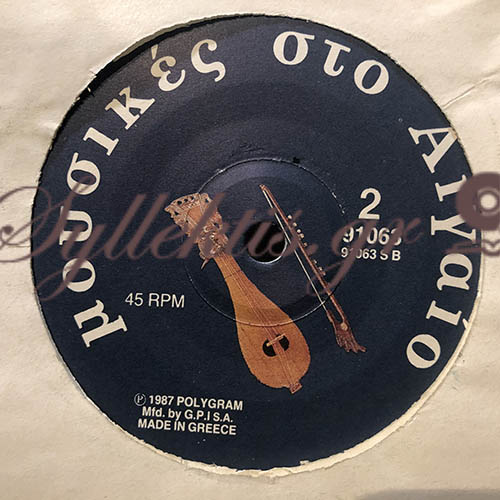 μουσικές στο Αιγαίο
Syllektis.gr
2
91063
91063 S B
45 RPM
℗ 1987 POLYGRAM
Mfd. by G.P.I S.A.
MADE IN GREECE